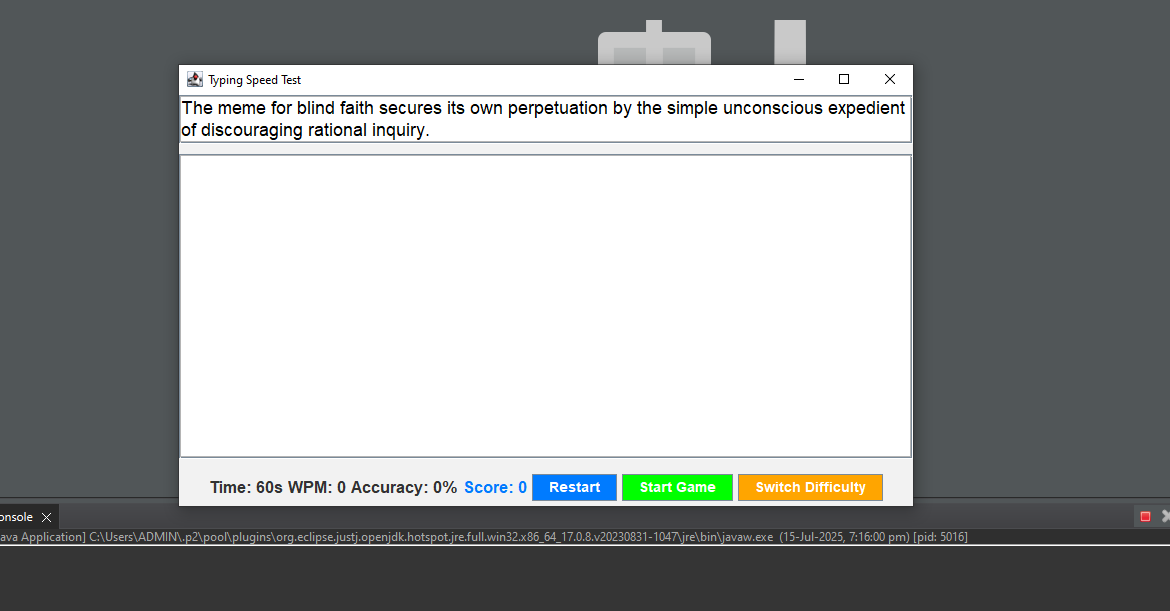 Typing Speed Test
The meme for blind faith secures its own perpetuation by the simple unconscious expedient
of discouraging rational inquiry.
Time: 60s WPM: 0 Accuracy: 0% Score: 0 Restart Start Game Switch Difficulty
onsole
ava Application] C:\Users\ADMIN\.p2\pool\plugins\org.eclipse.justj.openjdk.hotspot.jre.full.win32.x86_64_17.0.8.v20230831-1047\jre\bin\javaw.exe (15-Jul-2025, 7:16:00 pm) [pid: 5016]